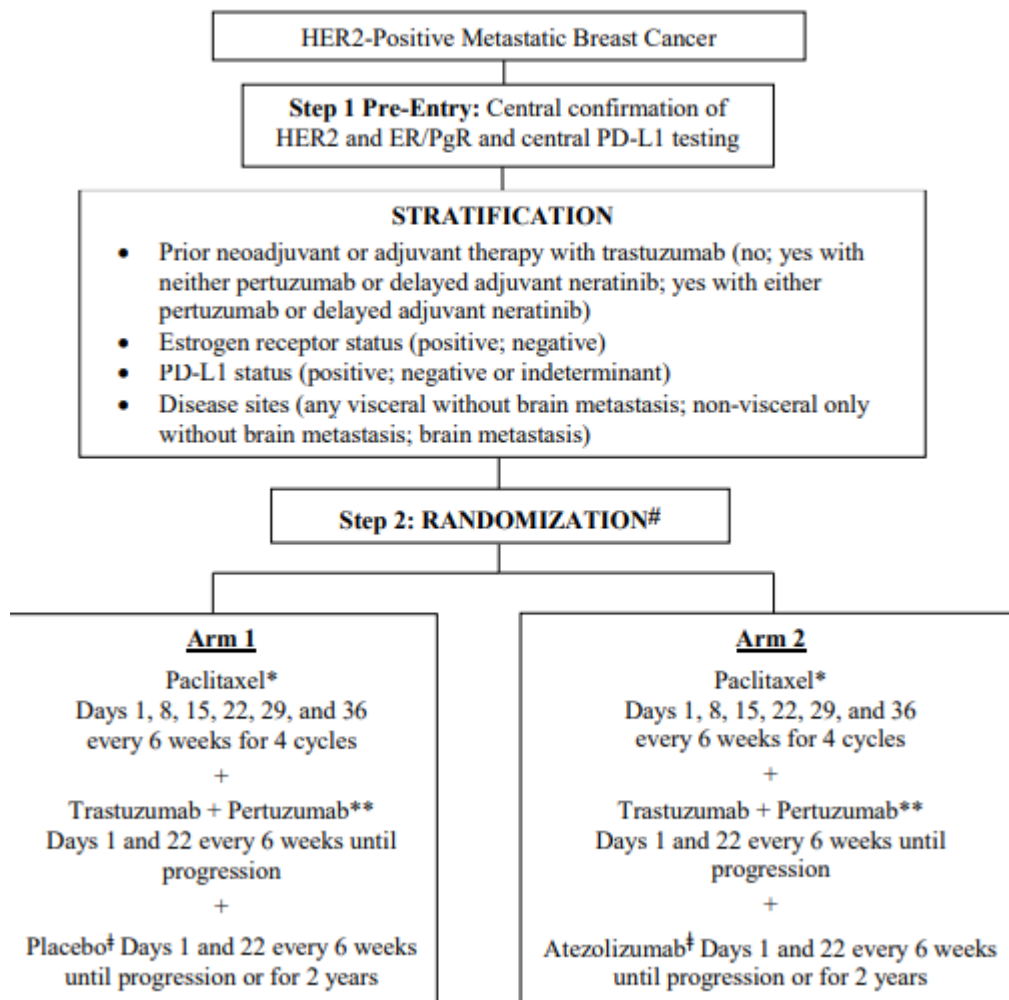 HER2-Positive Metastatic Breast Cancer
Step 1 Pre-Entry: Central confirmation of
HER2 and ER/PgR and central PD-L1 testing
STRATIFICATION
• Prior neoadjuvant or adjuvant therapy with trastuzumab (no; yes with
neither pertuzumab or delayed adjuvant neratinib; yes with either
pertuzumab or delayed adjuvant neratinib)
• Estrogen receptor status (positive; negative)
• PD-L1 status (positive; negative or indeterminant)
• Disease sites (any visceral without brain metastasis; non-visceral only
without brain metastasis; brain metastasis)
Step 2: RANDOMIZATION#
Arm 1
Paclitaxel*
Days 1, 8, 15, 22, 29, and 36
every 6 weeks for 4 cycles
+
Trastuzumab + Pertuzumab**
Days 1 and 22 every 6 weeks until
progression
+
Placebo‡ Days 1 and 22 every 6 weeks
until progression or for 2 years
Arm 2
Paclitaxel*
Days 1, 8, 15, 22, 29, and 36
every 6 weeks for 4 cycles
+
Trastuzumab + Pertuzumab**
Days 1 and 22 every 6 weeks until
progression
+
Atezolizumab‡ Days 1 and 22 every 6 weeks
until progression or for 2 years